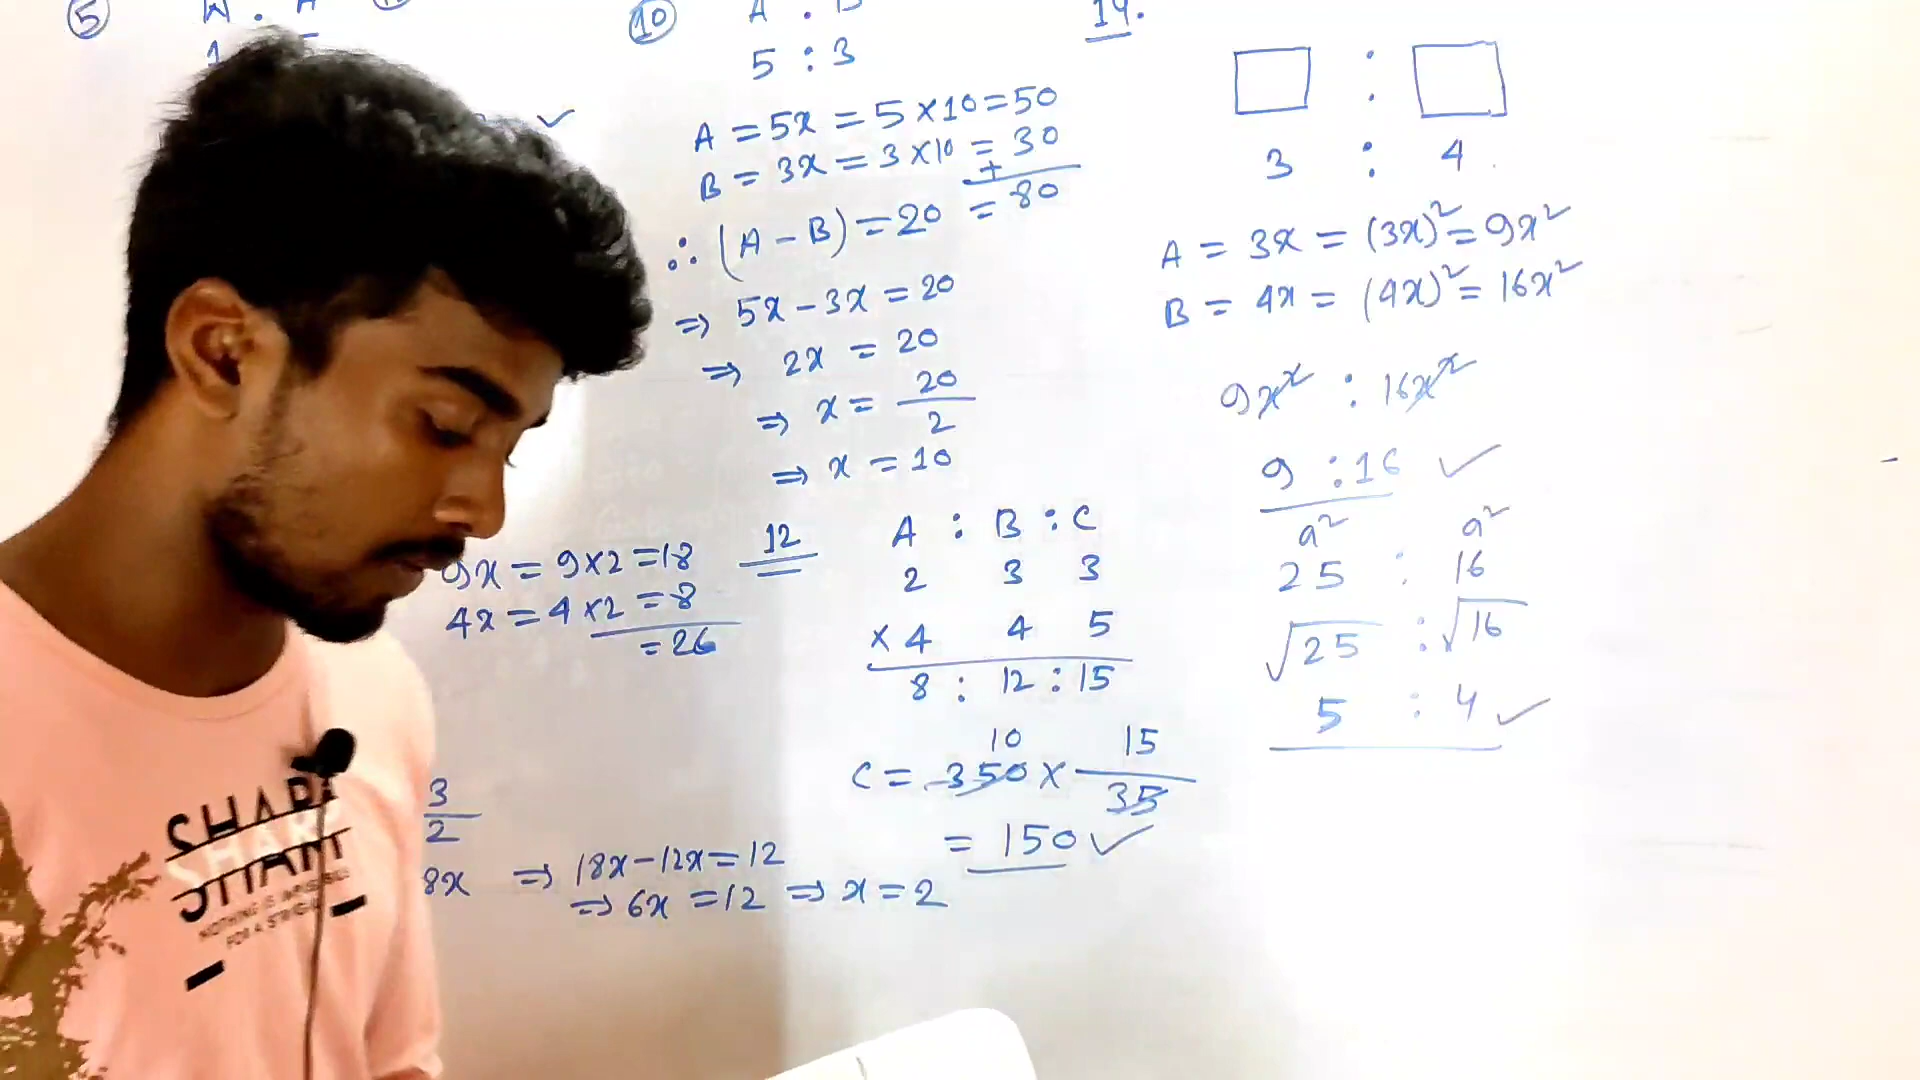 5
10
5 : 3
A = 5x = 5 × 10 = 50
B = 3x = 3 × 10 = 30
+
∴ (A - B) = 20 = 80
⇒ 5x - 3x = 20
⇒ 2x = 20
⇒ x = 20/2
⇒ x = 10
9x = 9 × 2 = 18
4x = 4 × 2 = 8
= 26
3/2
8x ⇒ 18x - 12x = 12
⇒ 6x = 12 ⇒ x = 2
12
A : B : C
2 3 3
× 4 4 5
8 : 12 : 15
10 15
C = 350 × 35
= 150 ✓
14.
:
3 : 4
A = 3x = (3x)² = 9x²
B = 4x = (4x)² = 16x²
9x² : 16x²
9 : 16 ✓
a² a²
25 : 16
√25 : √16
5 : 4 ✓
SHARE
NOTHING IS IMPOSSIBLE